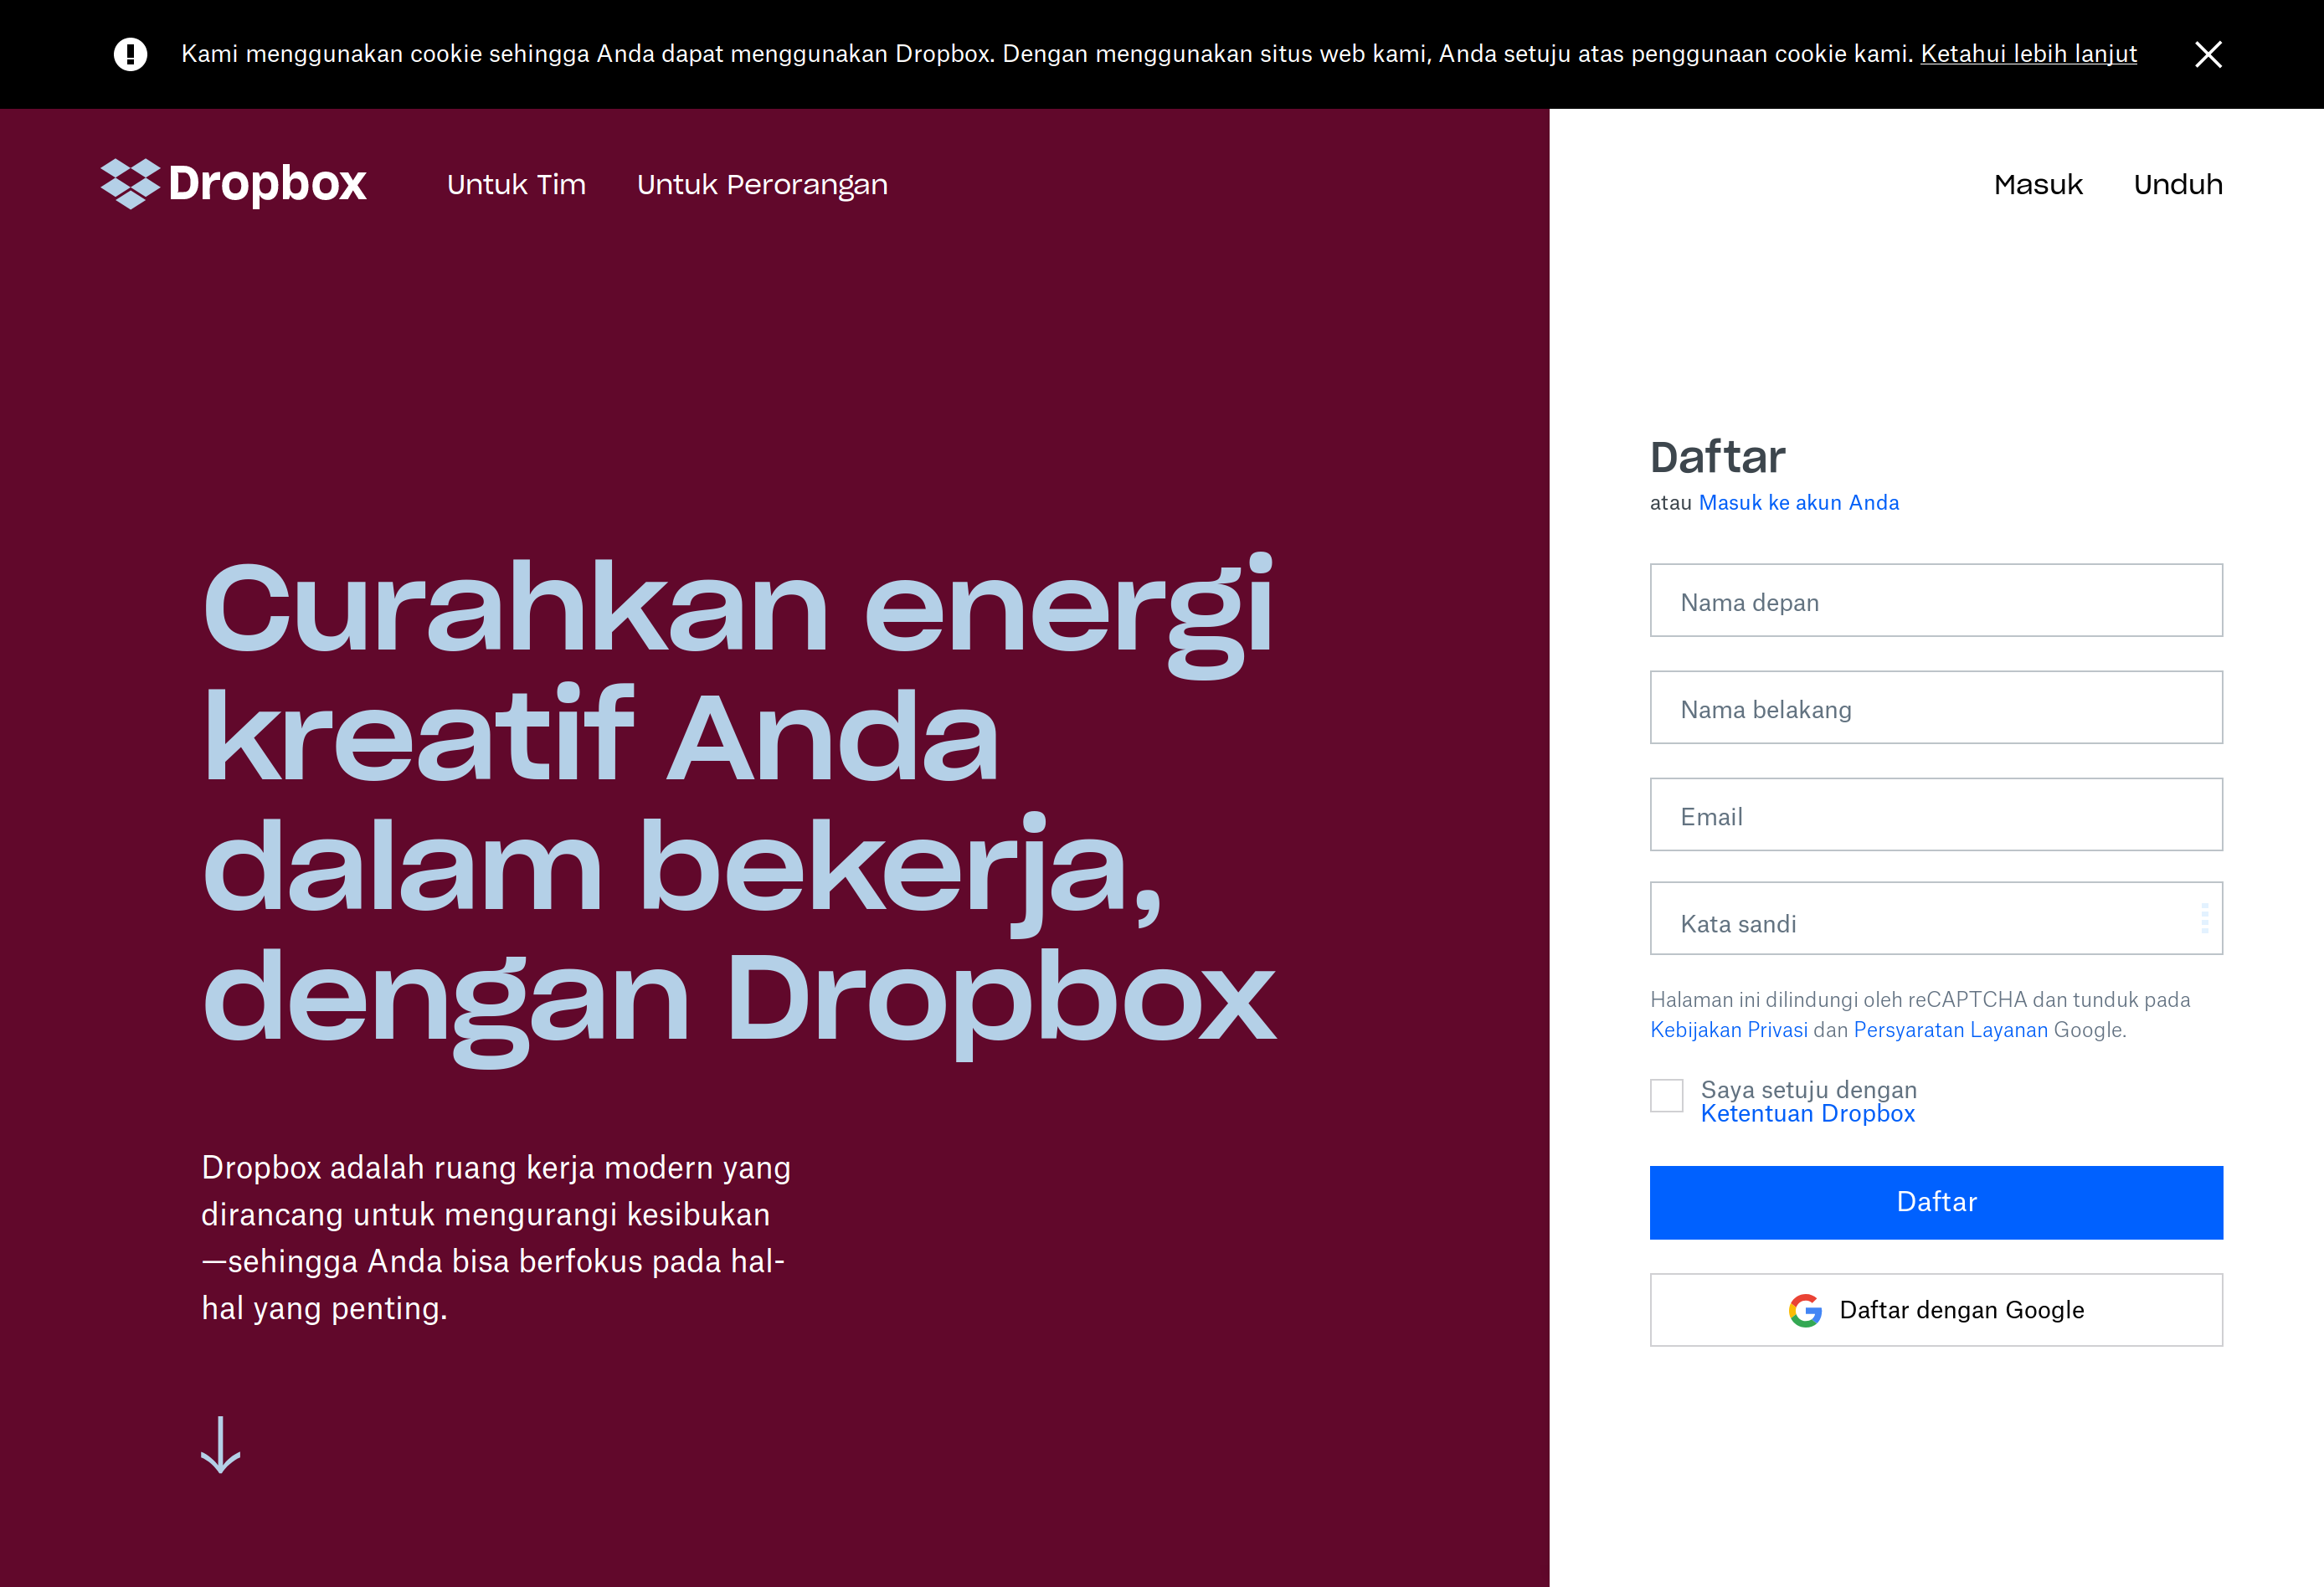 Kami menggunakan cookie sehingga Anda dapat menggunakan Dropbox. Dengan menggunakan situs web kami, Anda setuju atas penggunaan cookie kami. Ketahui lebih lanjut
Dropbox
Untuk Tim
Untuk Perorangan
Masuk
Unduh
Curahkan energi
kreatif Anda
dalam bekerja,
dengan Dropbox
Dropbox adalah ruang kerja modern yang
dirancang untuk mengurangi kesibukan
—sehingga Anda bisa berfokus pada hal-
hal yang penting.
Daftar
atau Masuk ke akun Anda
Nama depan
Nama belakang
Email
Kata sandi
Halaman ini dilindungi oleh reCAPTCHA dan tunduk pada
Kebijakan Privasi dan Persyaratan Layanan Google.
Saya setuju dengan
Ketentuan Dropbox
Daftar
Daftar dengan Google